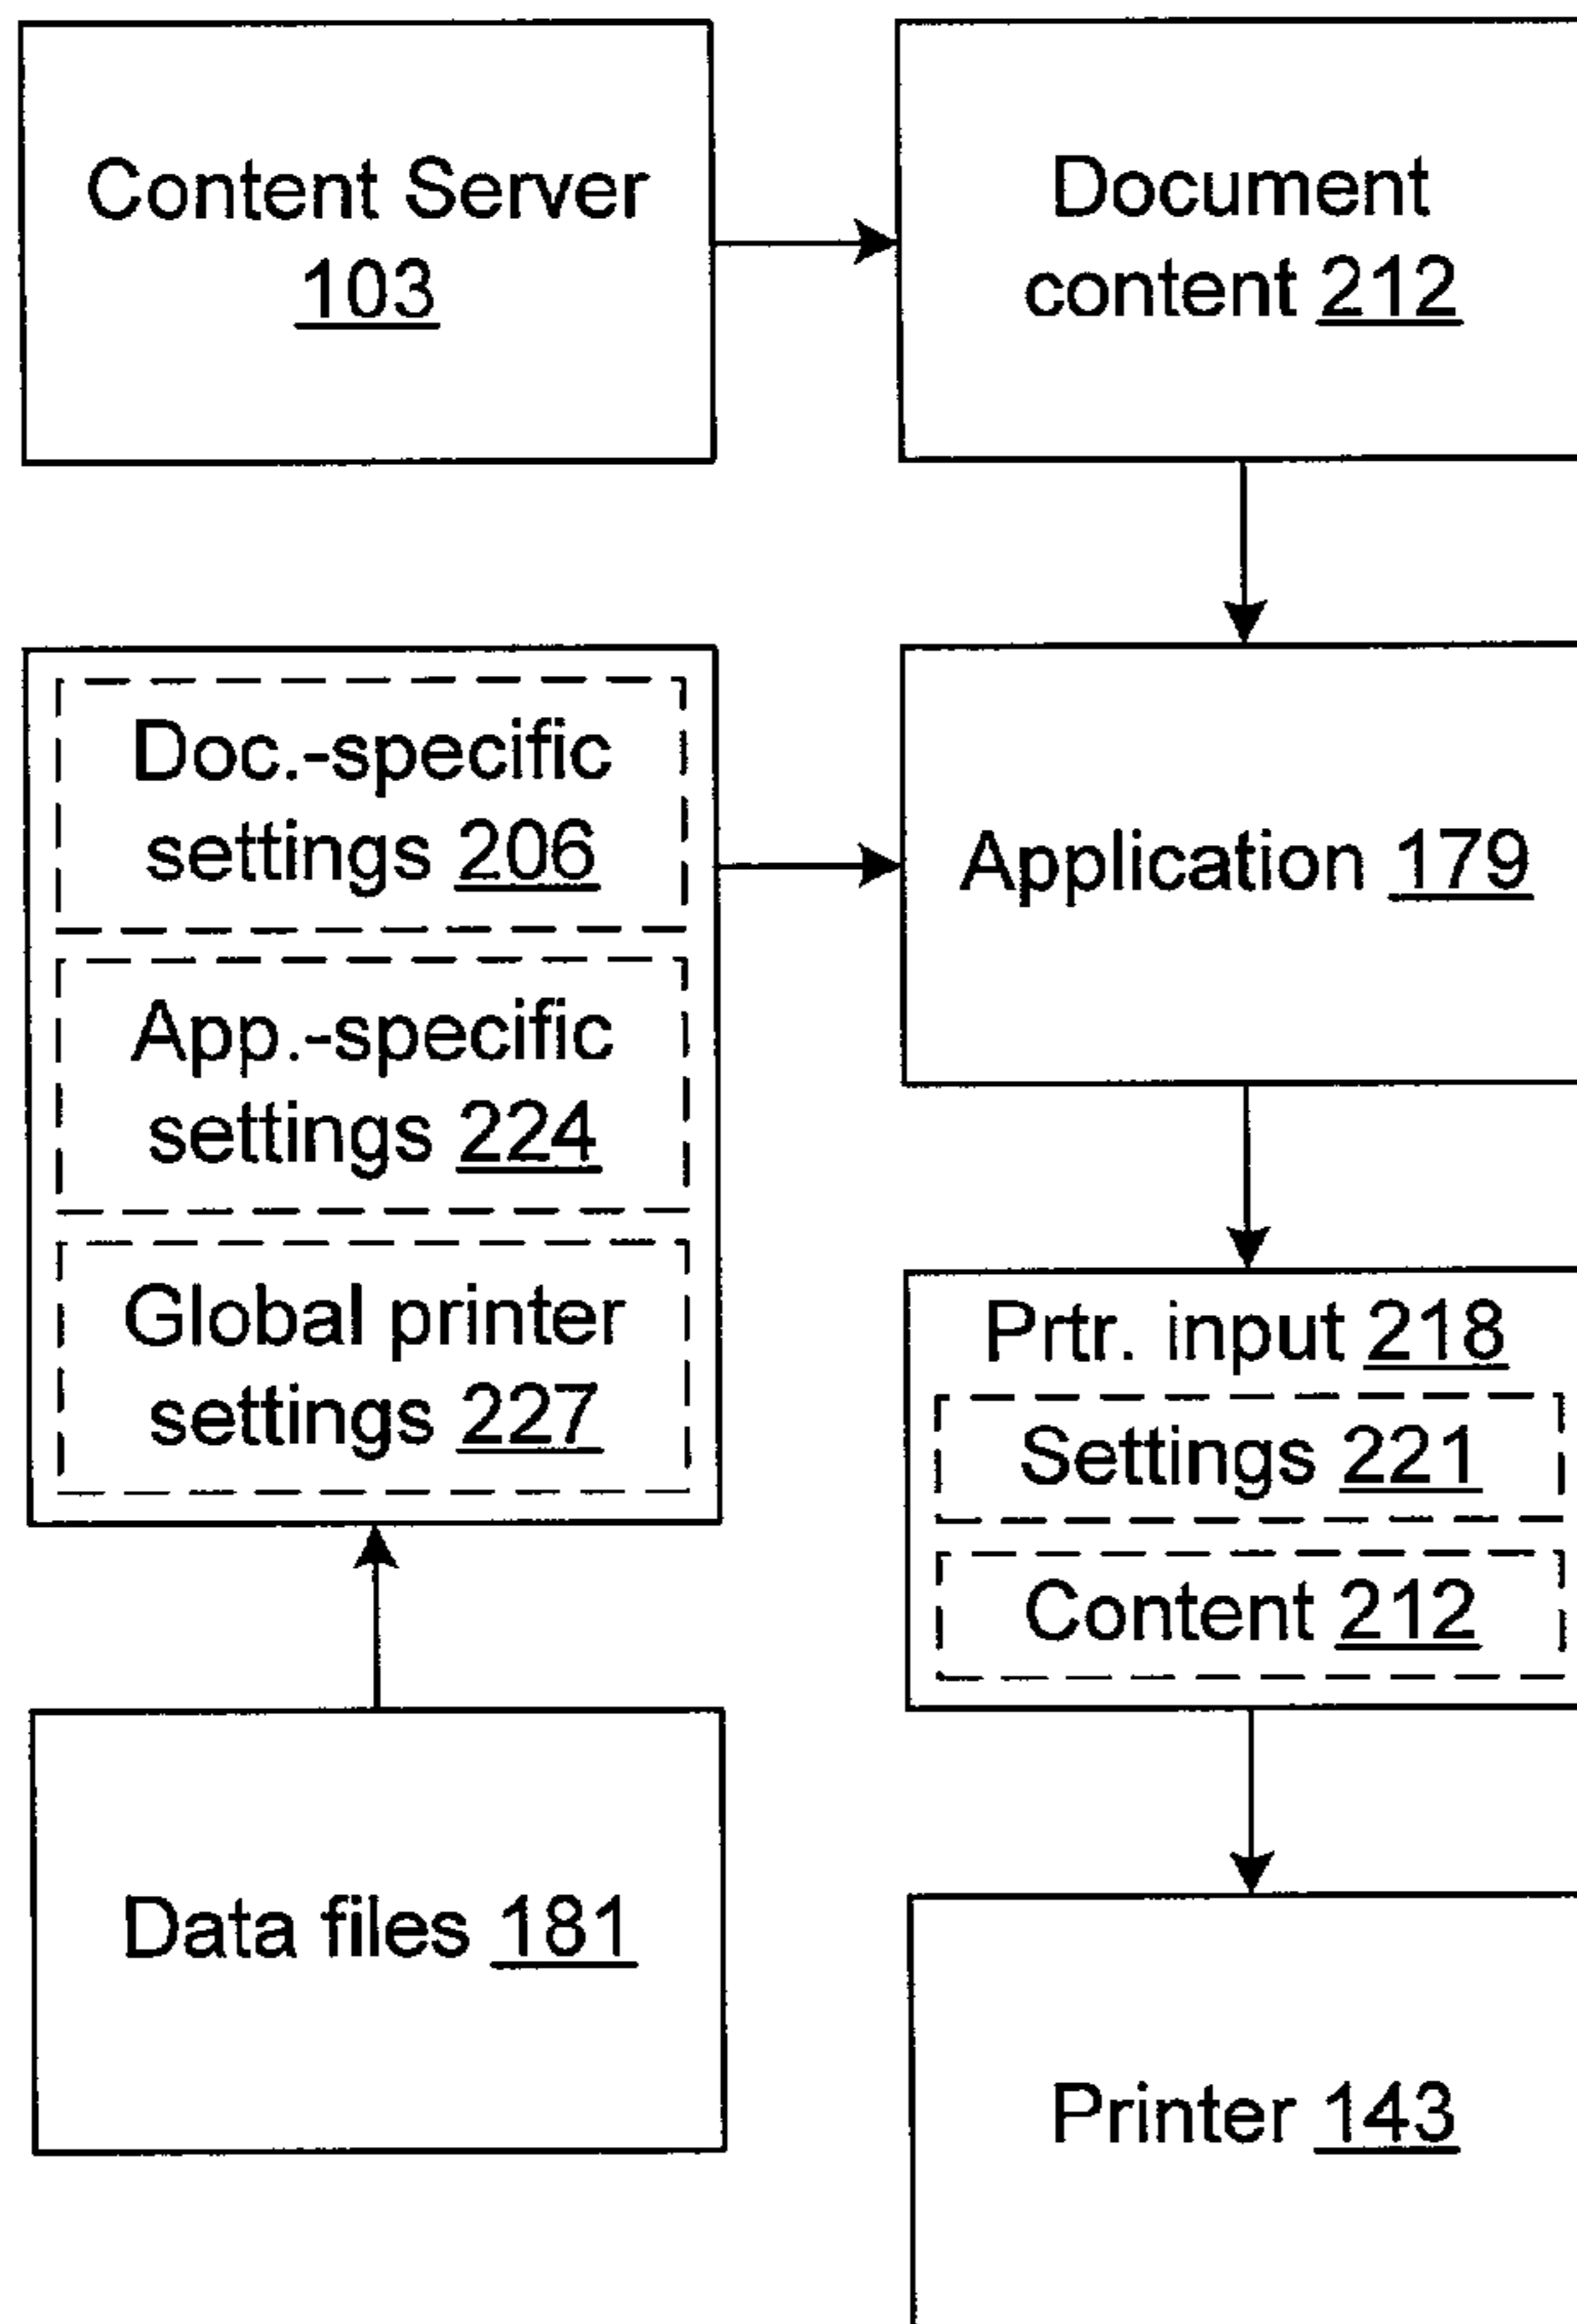 Content Server
103
Document
content 212
Doc.-specific
settings 206
App.-specific
settings 224
Global printer
settings 227
Application 179
Prtr. input 218
Settings 221
Content 212
Data files 181
Printer 143